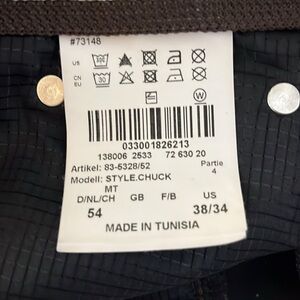 #73148
US
CN
EU
30
W
033001826213
138006 2533 72 630 20
Artikel: 83-5328/52 Partie
Modell: STYLE.CHUCK 4
MT
D/NL/CH GB F/B US
54 38/34
MADE IN TUNISIA